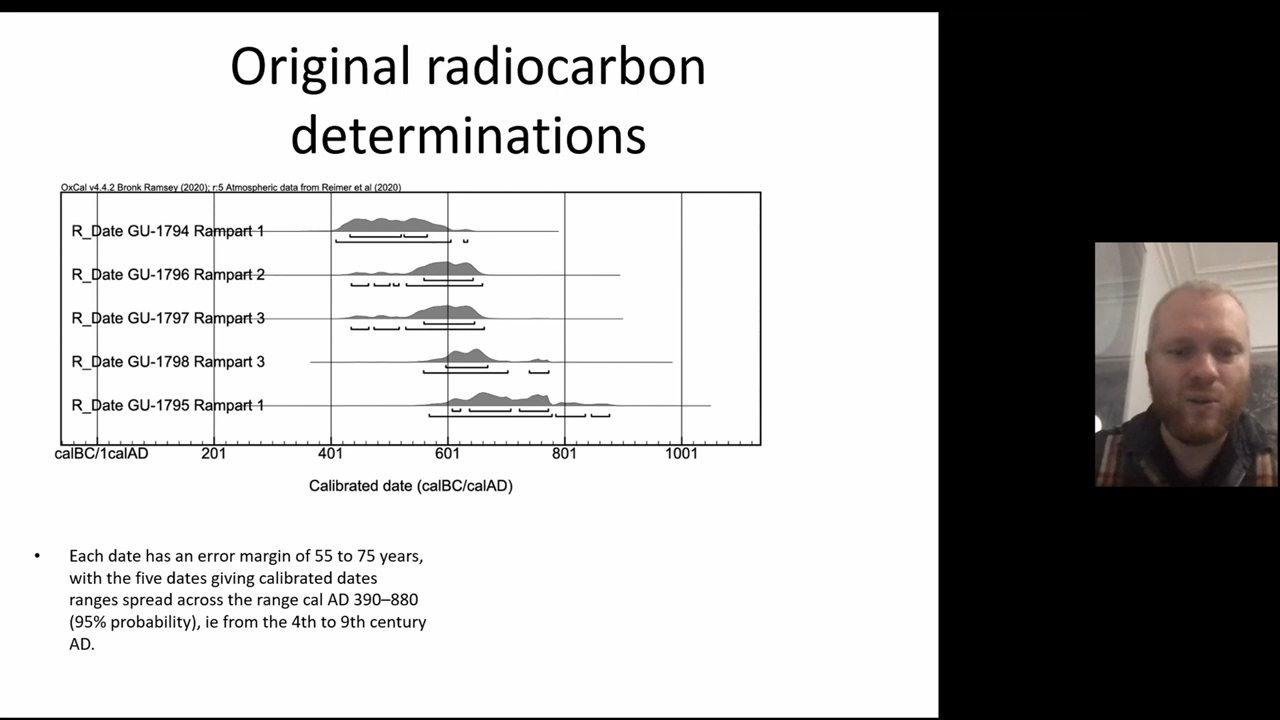 Original radiocarbon
determinations
OxCal v4.4.2 Bronk Ramsey (2020); r:5 Atmospheric data from Reimer et al (2020)
R_Date GU-1794 Rampart 1
R_Date GU-1796 Rampart 2
R_Date GU-1797 Rampart 3
R_Date GU-1798 Rampart 3
R_Date GU-1795 Rampart 1
calBC/1calAD 201 401 601 801 1001
Calibrated date (calBC/calAD)
• Each date has an error margin of 55 to 75 years,
with the five dates giving calibrated dates
ranges spread across the range cal AD 390–880
(95% probability), ie from the 4th to 9th century
AD.